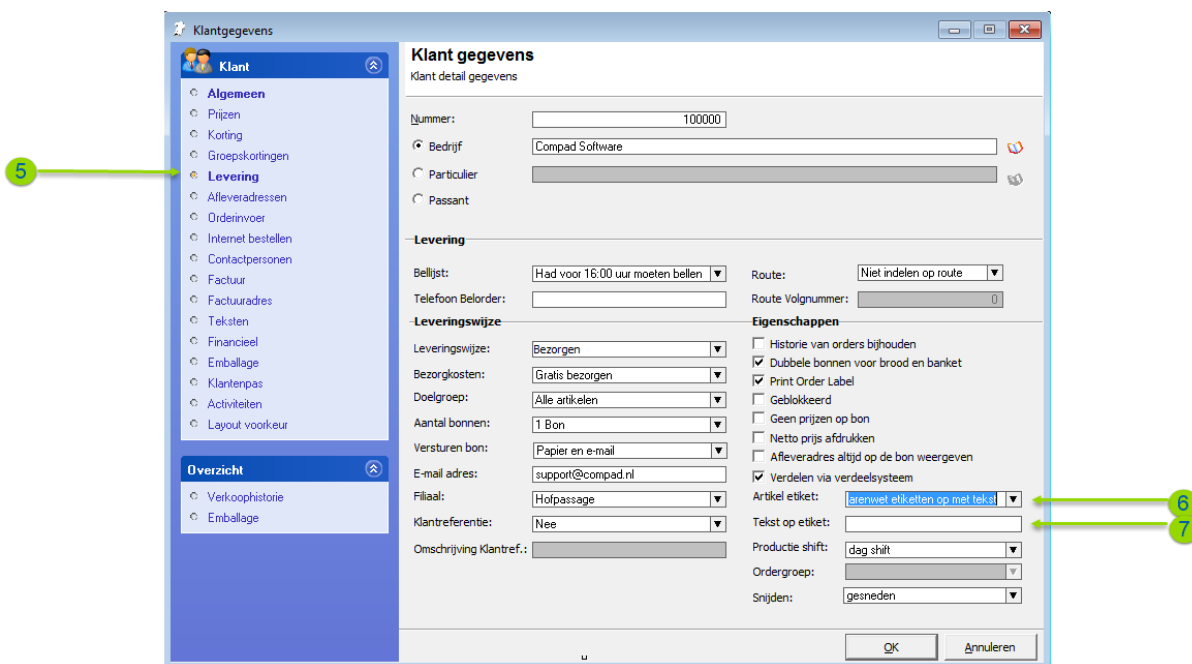 Klantgegevens
Klant
Algemeen
Prijzen
Korting
Groepskortingen
5
Levering
Afleveradressen
Orderinvoer
Internet bestellen
Contactpersonen
Factuur
Factuuradres
Teksten
Financieel
Emballage
Klantenpas
Activiteiten
Layout voorkeur
Overzicht
Verkoophistorie
Emballage
Klant gegevens
Klant detail gegevens
Nummer: 100000
Bedrijf Compad Software
Particulier
Passant
Levering
Bellijst: Had voor 16:00 uur moeten bellen
Route: Niet indelen op route
Telefoon Belorder:
Route Volgnummer: 0
Leveringswijze
Leveringswijze: Bezorgen
Bezorgkosten: Gratis bezorgen
Doelgroep: Alle artikelen
Aantal bonnen: 1 Bon
Versturen bon: Papier en e-mail
E-mail adres: support@compad.nl
Filiaal: Hofpassage
Klantreferentie: Nee
Omschrijving Klantref.:
Eigenschappen
Historie van orders bijhouden
Dubbele bonnen voor brood en banket
Print Order Label
Geblokkeerd
Geen prijzen op bon
Netto prijs afdrukken
Afleveradres altijd op de bon weergeven
Verdelen via verdeelsysteem
Artikel etiket: arenwet etiketten op met tekst
6
Tekst op etiket:
7
Productie shift: dag shift
Ordergroep:
Snijden: gesneden
OK
Annuleren